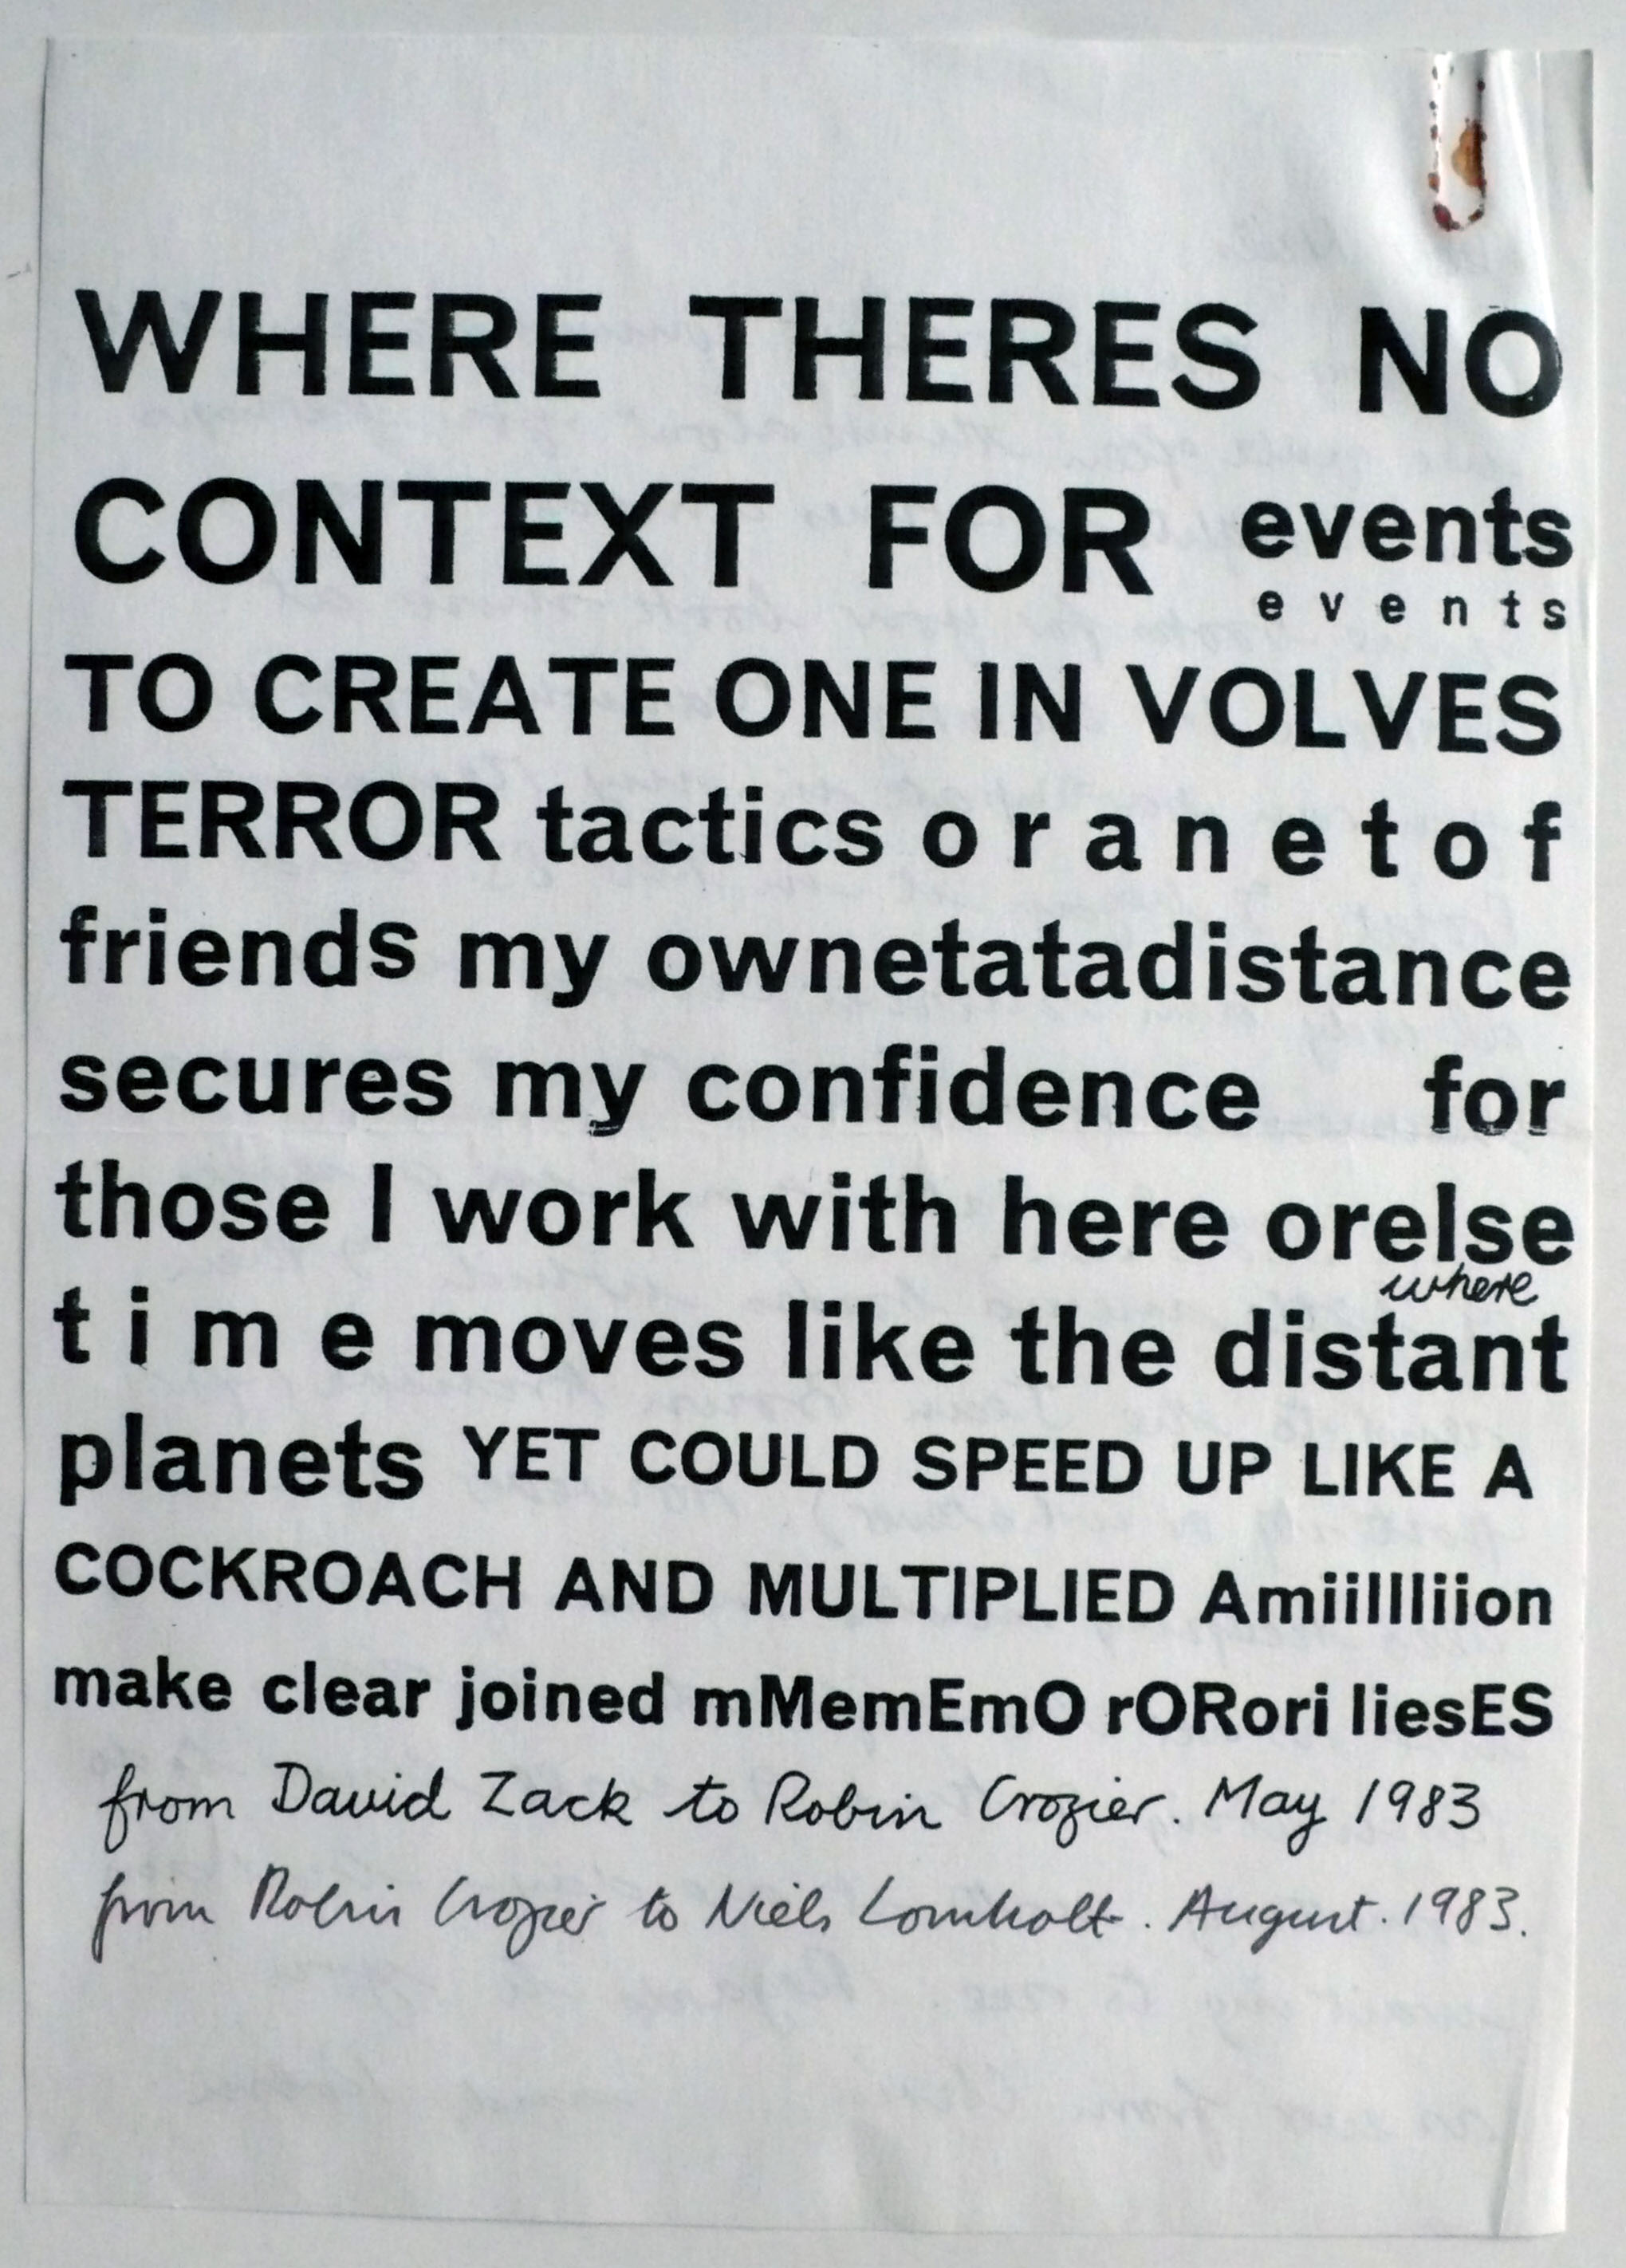 WHERE THERES NO
CONTEXT FOR events
e v e n t s
TO CREATE ONE IN VOLVES
TERROR tactics o r a n e t o f
friends my ownetatadistance
secures my confidence for
those I work with here orelse
where
t i m e moves like the distant
planets YET COULD SPEED UP LIKE A
COCKROACH AND MULTIPLIED Amiillliiion
make clear joined mMemEmO rORori liesES
from David Zack to Robin Crozier. May 1983
from Robin Crozier to Niels Lomholt. August. 1983.